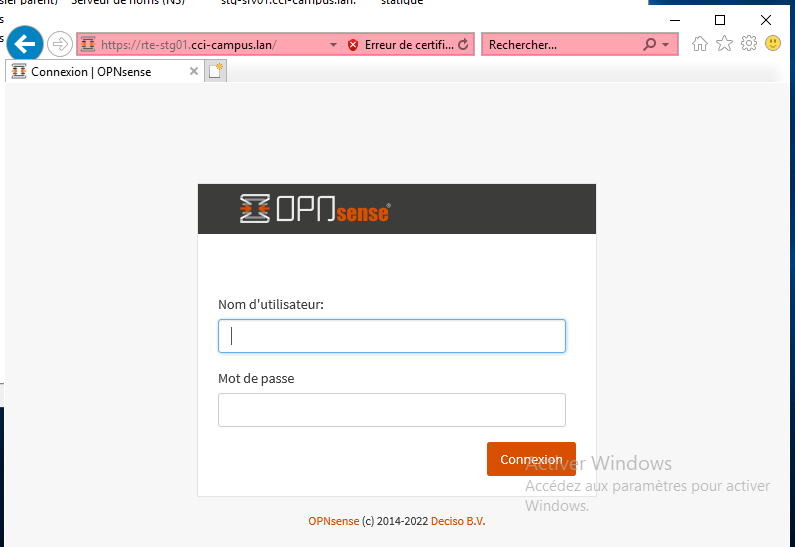 sier parent) Serveur de noms (NS) stg-srv01.cci-campus.lan. statique
https://rte-stg01.cci-campus.lan/ Erreur de certifi... Rechercher...
Connexion | OPNsense
OPNsense®
Nom d'utilisateur:
Mot de passe
Connexion
Activer Windows
Accédez aux paramètres pour activer
Windows.
OPNsense (c) 2014-2022 Deciso B.V.